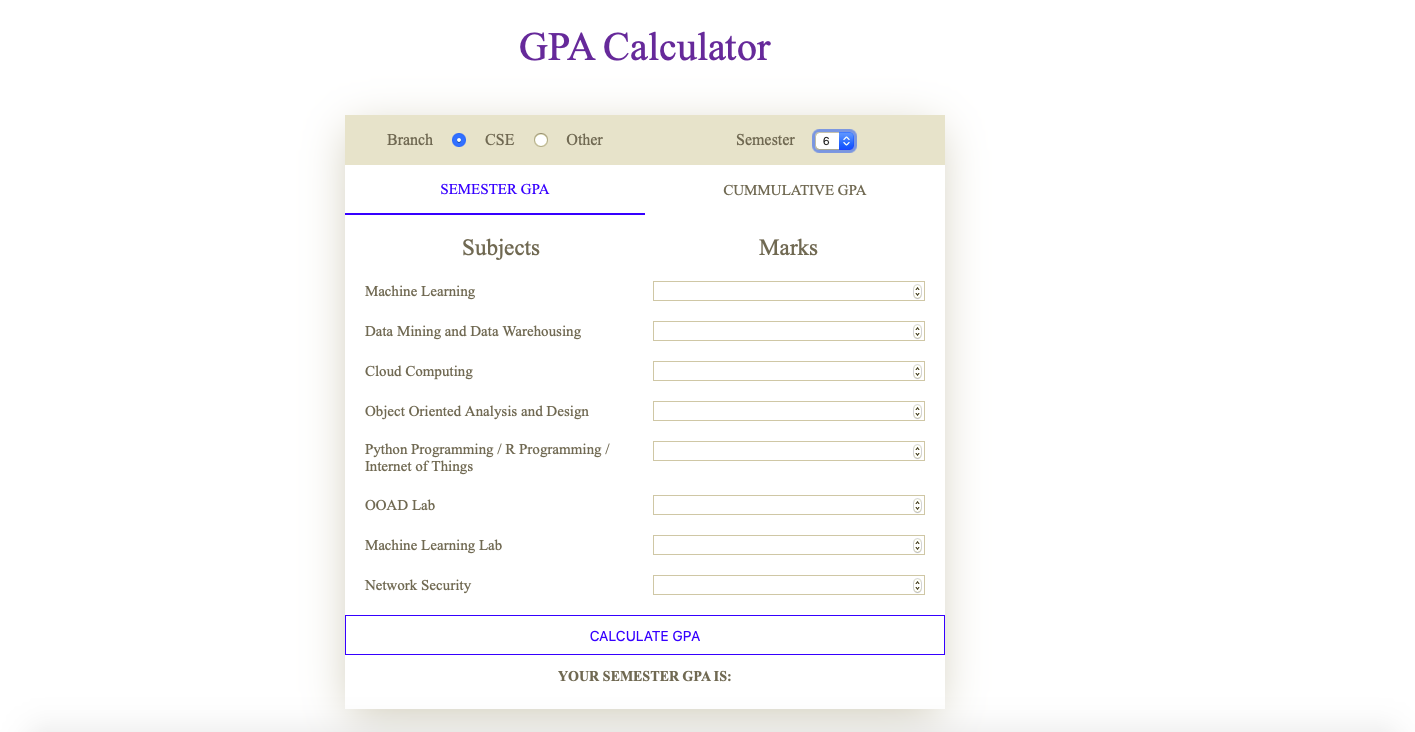 GPA Calculator
Branch CSE Other Semester 6
SEMESTER GPA CUMMULATIVE GPA
Subjects Marks
Machine Learning
Data Mining and Data Warehousing
Cloud Computing
Object Oriented Analysis and Design
Python Programming / R Programming /
Internet of Things
OOAD Lab
Machine Learning Lab
Network Security
CALCULATE GPA
YOUR SEMESTER GPA IS: